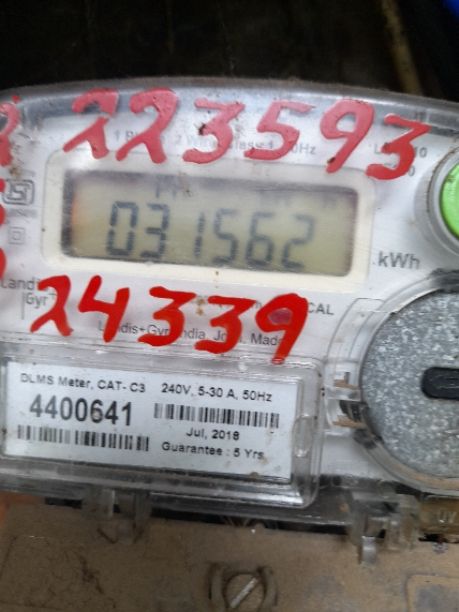 223593
031562
kWh
Landis
Gyr
24339
CAL
DLMS Meter, CAT- C3 240V, 5-30 A, 50Hz
4400641
Jul, 2018
Guarantee : 5 Yrs